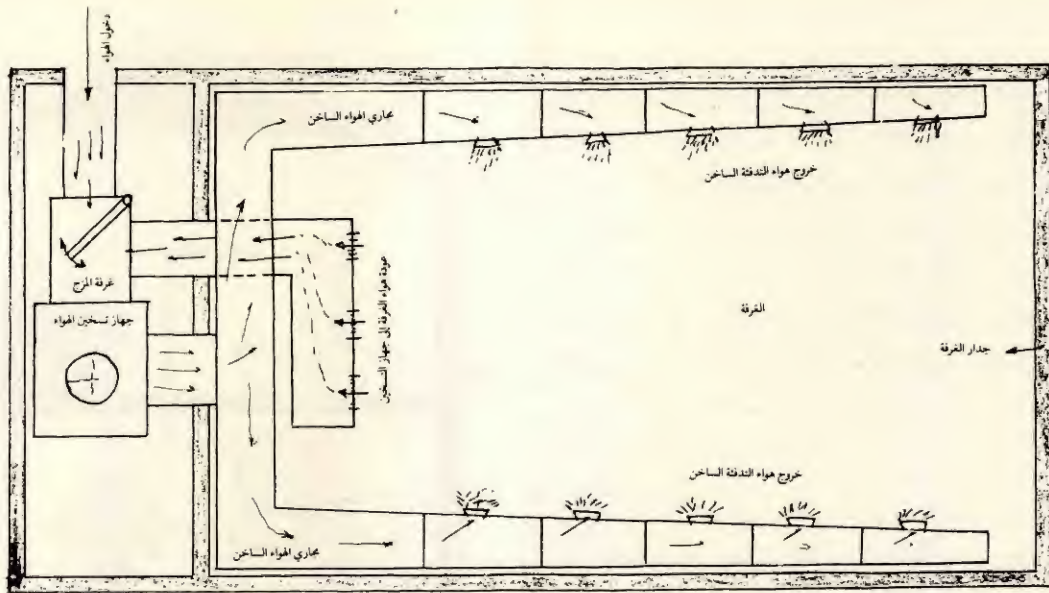 دخول الهواء
مجاري الهواء الساخن
خروج هواء التدفئة الساخن
غرفة المزج
جهاز تسخين الهواء
عودة هواء الغرفة إلى جهاز التسخين
الغرفة
جدار الغرفة
خروج هواء التدفئة الساخن
مجاري الهواء الساخن